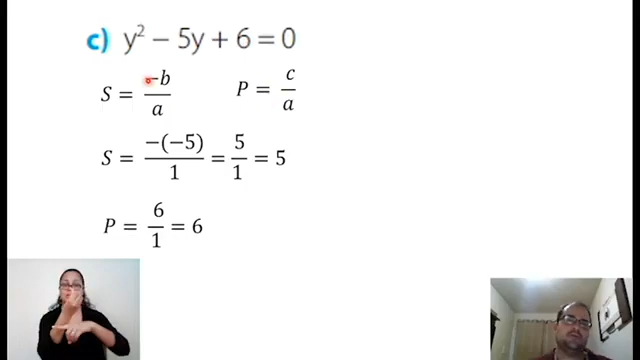 c) y² − 5y + 6 = 0
S = −b/a    P = c/a
S = −(−5)/1 = 5/1 = 5
P = 6/1 = 6